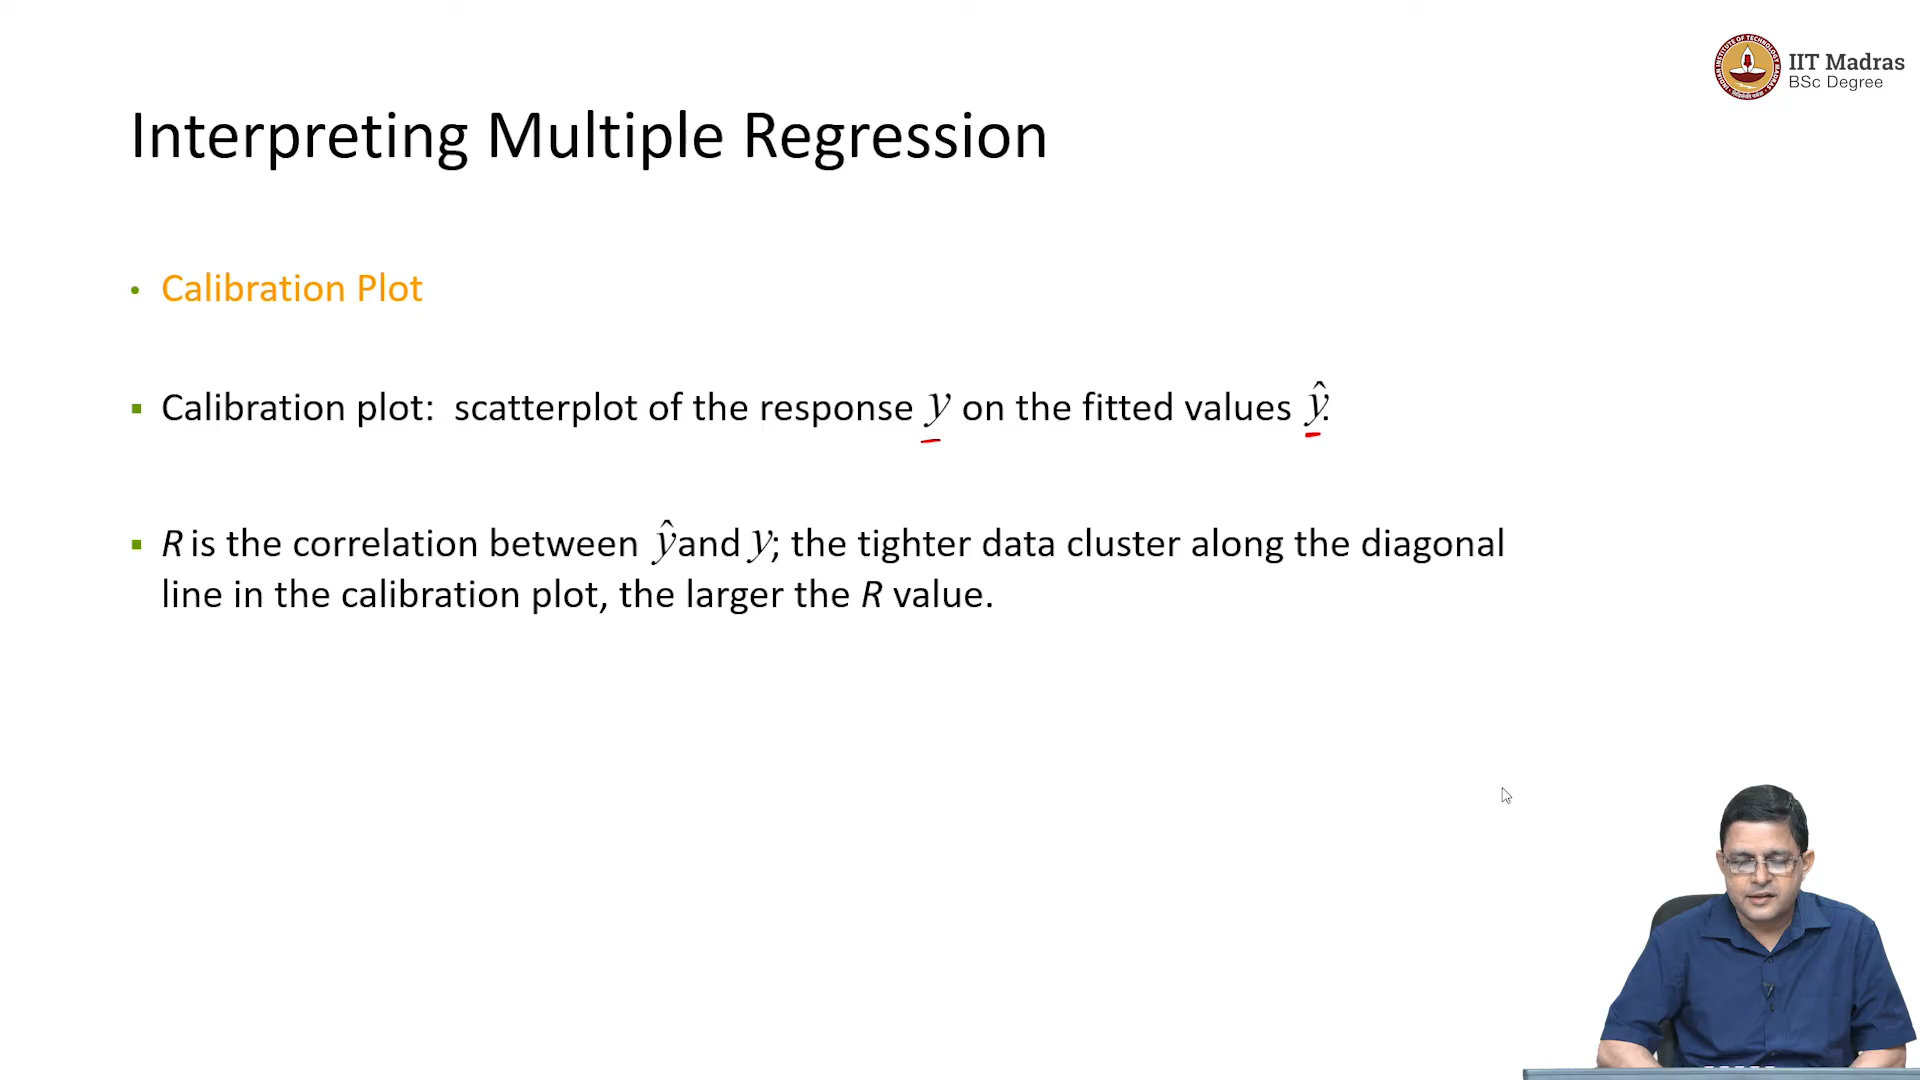 IIT Madras
BSc Degree
Interpreting Multiple Regression
• Calibration Plot
▪ Calibration plot: scatterplot of the response y on the fitted values ŷ.
▪ R is the correlation between ŷ and y; the tighter data cluster along the diagonal
line in the calibration plot, the larger the R value.